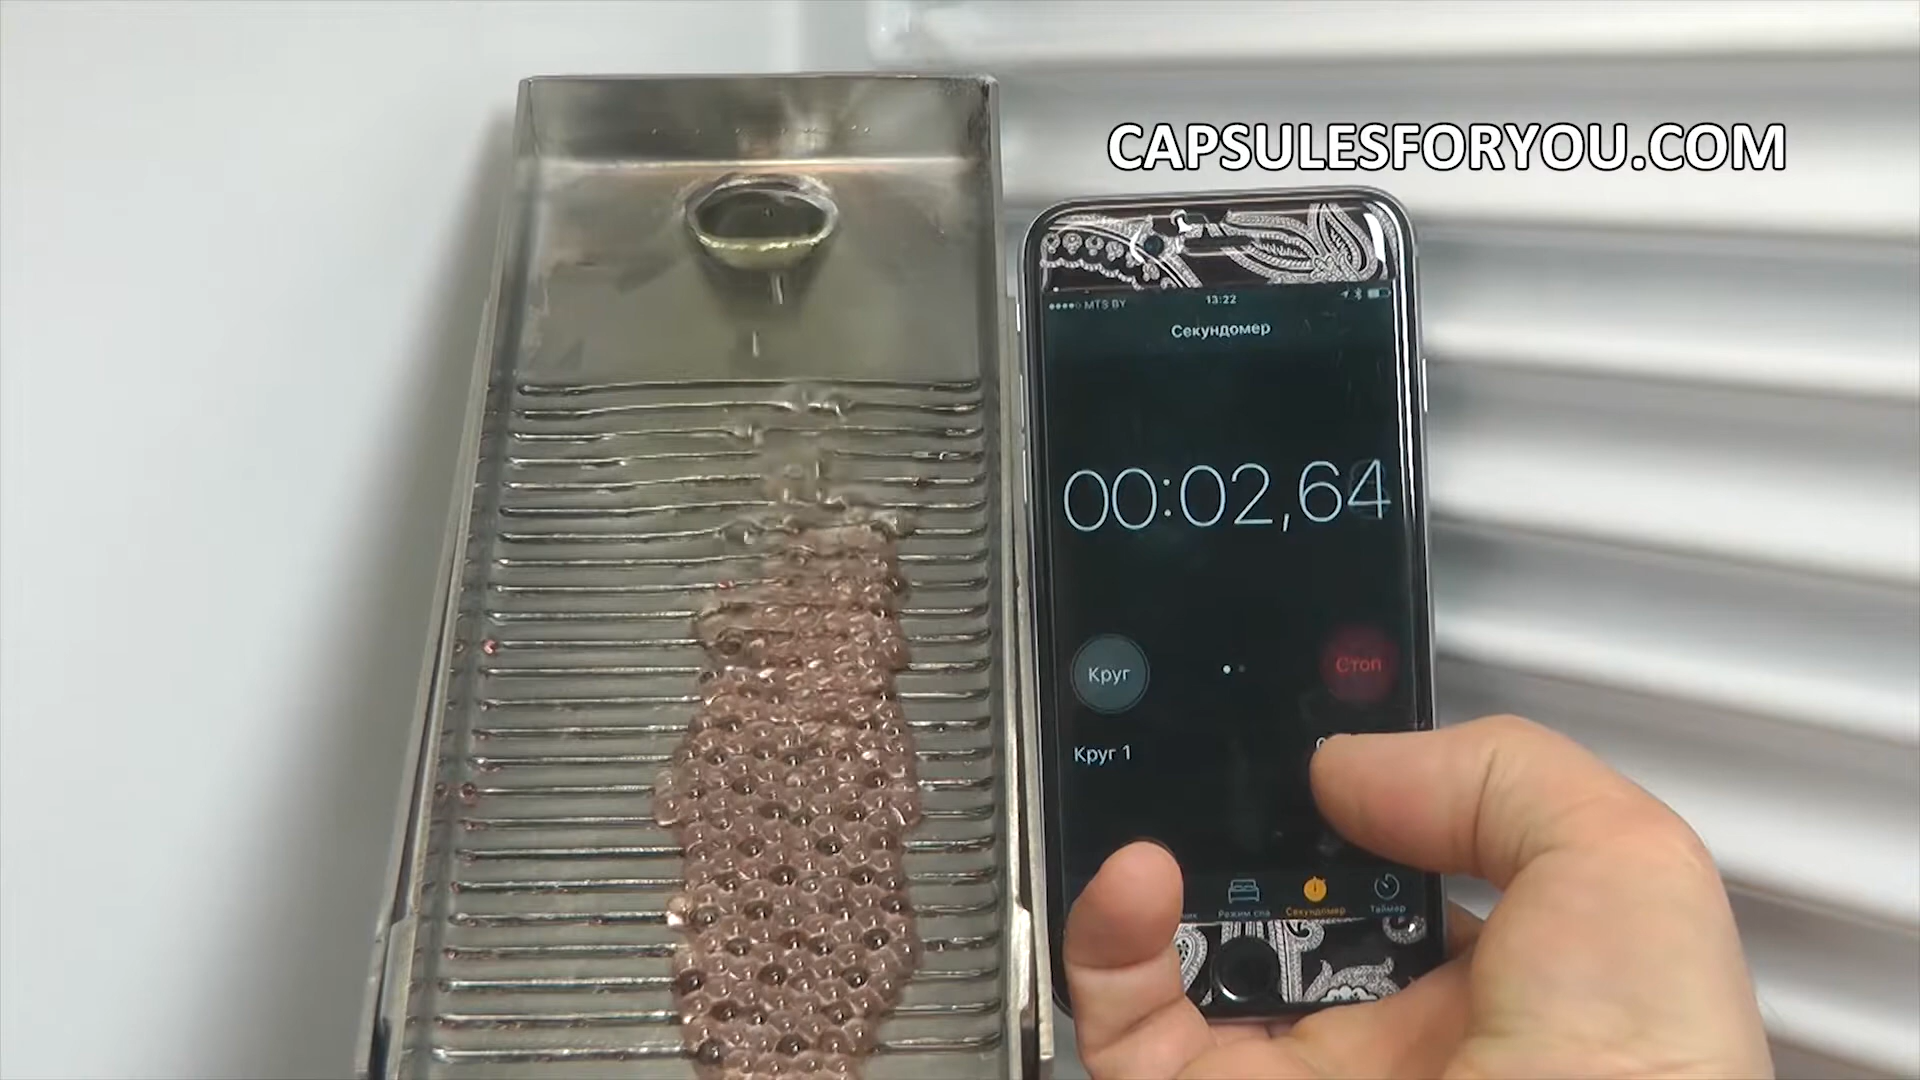 CAPSULESFORYOU.COM
MTS BY 13:22
Секундомер
00:02,64
Круг Стоп
Круг 1
Режим сна Секундомер Таймер